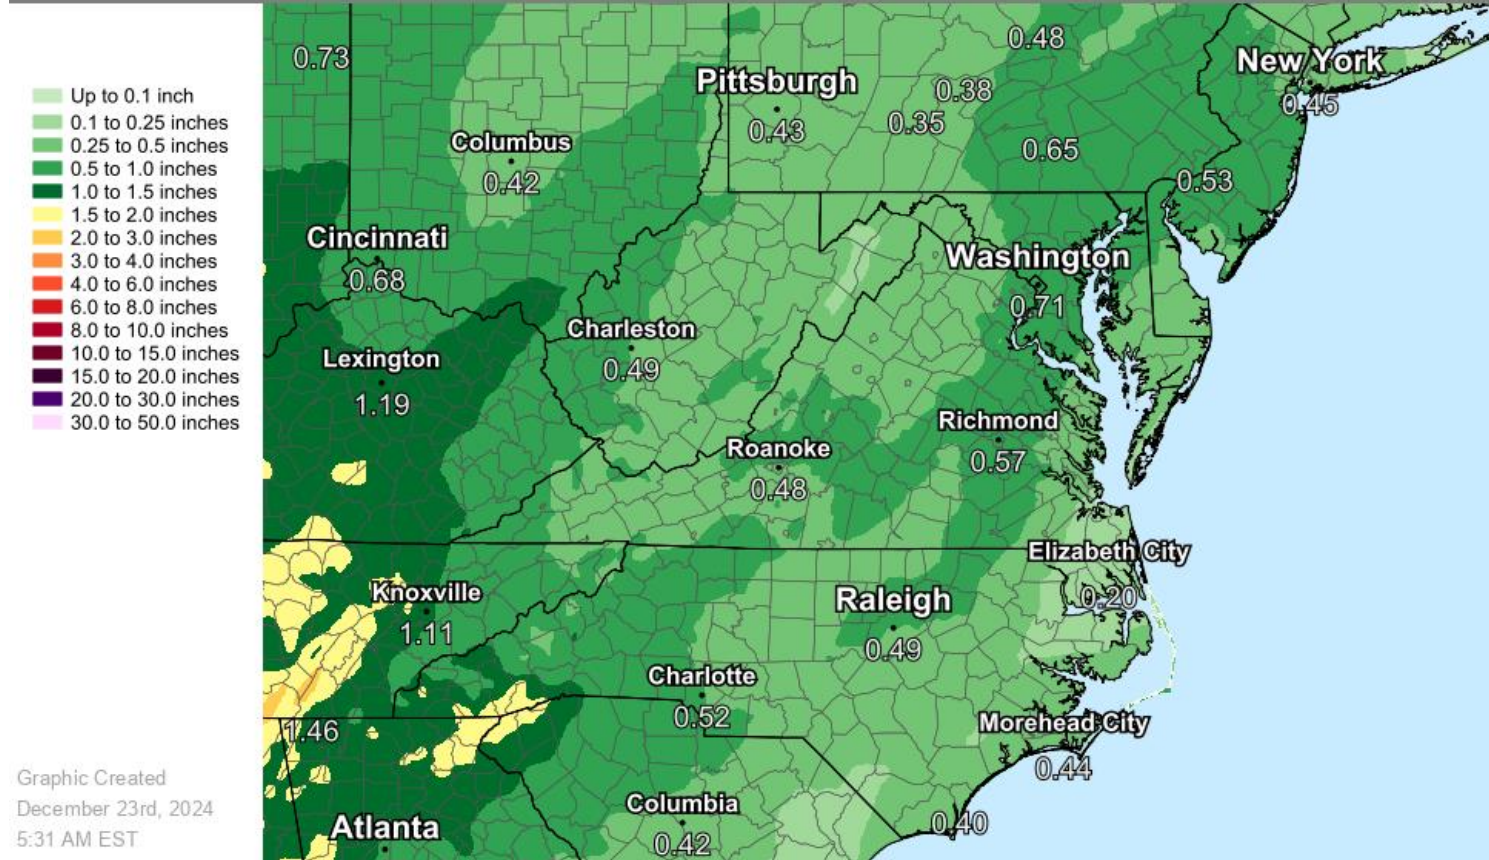 Up to 0.1 inch
0.1 to 0.25 inches
0.25 to 0.5 inches
0.5 to 1.0 inches
1.0 to 1.5 inches
1.5 to 2.0 inches
2.0 to 3.0 inches
3.0 to 4.0 inches
4.0 to 6.0 inches
6.0 to 8.0 inches
8.0 to 10.0 inches
10.0 to 15.0 inches
15.0 to 20.0 inches
20.0 to 30.0 inches
30.0 to 50.0 inches
Graphic Created
December 23rd, 2024
5:31 AM EST
0.73
0.48
New York
0.45
Pittsburgh
0.43
0.38
0.35
0.65
Columbus
0.42
0.53
Cincinnati
0.68
Washington
0.71
Charleston
0.49
Lexington
1.19
Richmond
0.57
Roanoke
0.48
Elizabeth City
0.20
Knoxville
1.11
Raleigh
0.49
Charlotte
0.52
1.46
Morehead City
0.44
Columbia
0.42
0.40
Atlanta